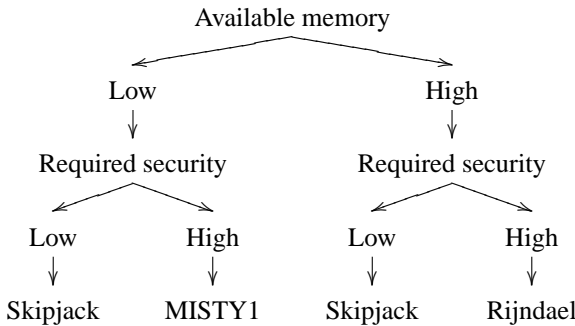 Available memory
Low High
Required security Required security
Low High Low High
Skipjack MISTY1 Skipjack Rijndael